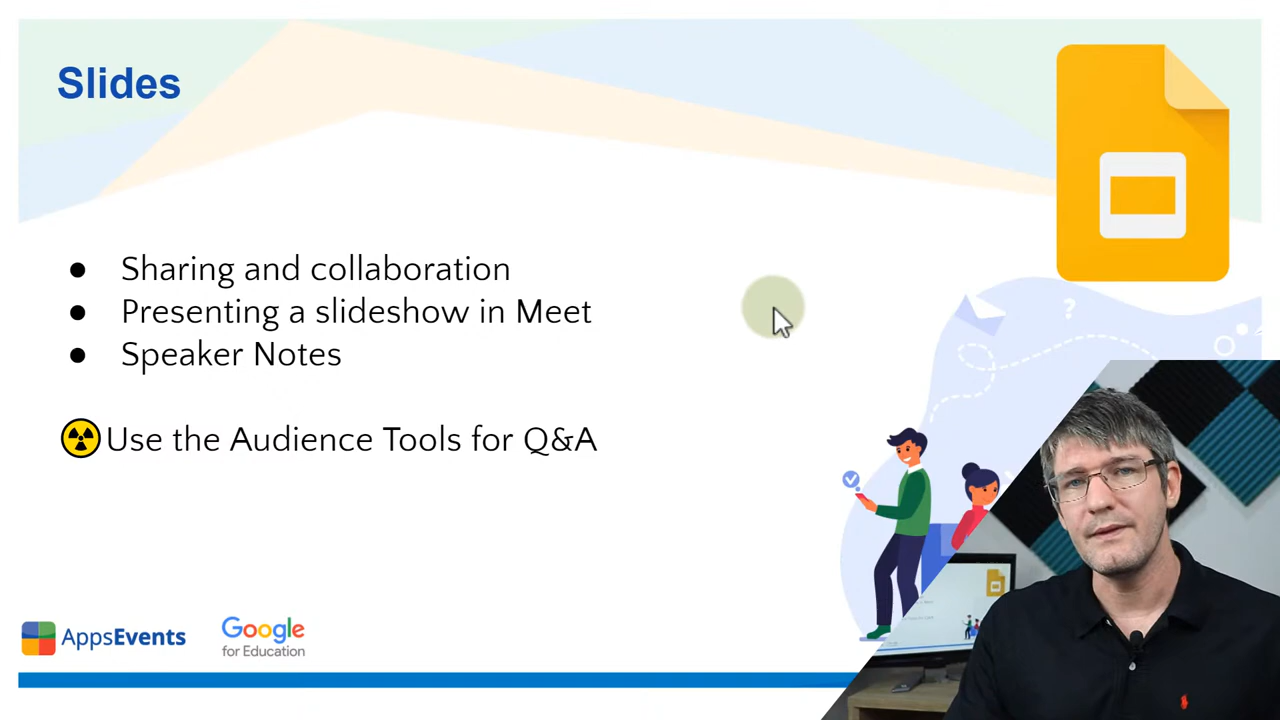 Slides
● Sharing and collaboration
● Presenting a slideshow in Meet
● Speaker Notes
☢Use the Audience Tools for Q&A
?
AppsEvents
Google
for Education